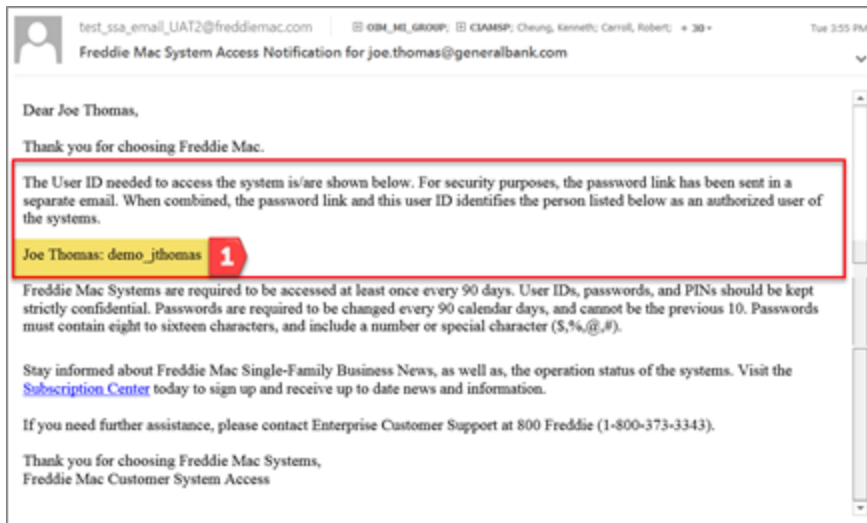 test_ssa_email_UAT2@freddiemac.com OIM_MI_GROUP; CIAMSP; Cheung, Kenneth; Carroll, Robert; + 30 Tue 3:55 PM
Freddie Mac System Access Notification for joe.thomas@generalbank.com
Dear Joe Thomas,
Thank you for choosing Freddie Mac.
The User ID needed to access the system is/are shown below. For security purposes, the password link has been sent in a
separate email. When combined, the password link and this user ID identifies the person listed below as an authorized user of
the systems.
Joe Thomas: demo_jthomas 1
Freddie Mac Systems are required to be accessed at least once every 90 days. User IDs, passwords, and PINs should be kept
strictly confidential. Passwords are required to be changed every 90 calendar days, and cannot be the previous 10. Passwords
must contain eight to sixteen characters, and include a number or special character ($,%,@,#).
Stay informed about Freddie Mac Single-Family Business News, as well as, the operation status of the systems. Visit the
Subscription Center today to sign up and receive up to date news and information.
If you need further assistance, please contact Enterprise Customer Support at 800 Freddie (1-800-373-3343).
Thank you for choosing Freddie Mac Systems,
Freddie Mac Customer System Access